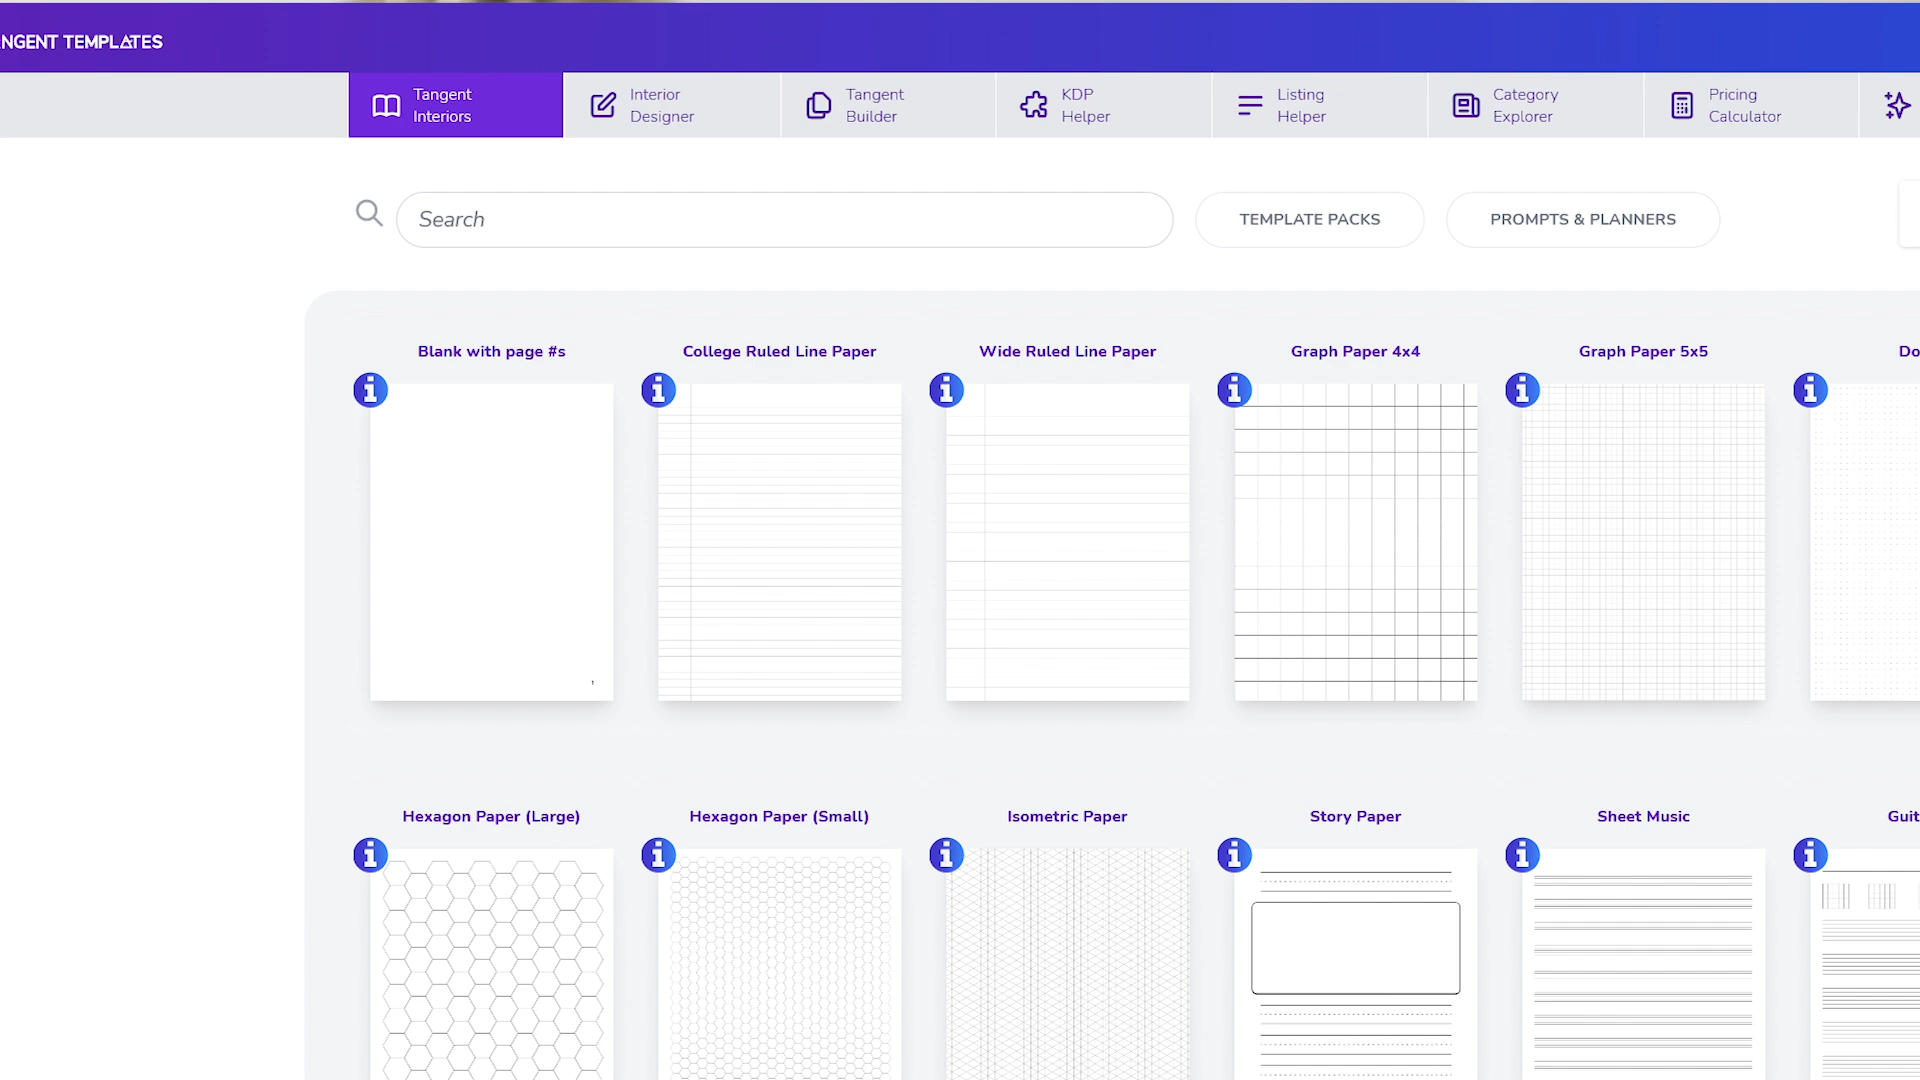 NGENT TEMPLATES
Tangent
Interiors
Interior
Designer
Tangent
Builder
KDP
Helper
Listing
Helper
Category
Explorer
Pricing
Calculator
Search
TEMPLATE PACKS
PROMPTS & PLANNERS
Blank with page #s
College Ruled Line Paper
Wide Ruled Line Paper
Graph Paper 4x4
Graph Paper 5x5
Do
1
Hexagon Paper (Large)
Hexagon Paper (Small)
Isometric Paper
Story Paper
Sheet Music
Guit